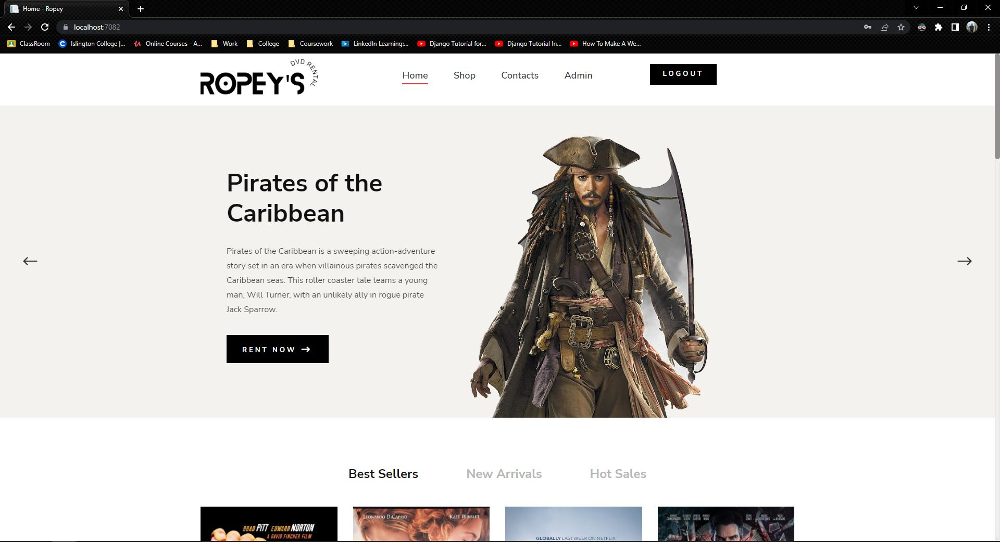 Home - Ropey
localhost:7082
ClassRoom
Islington College |...
Online Courses - A...
Work
College
Coursework
LinkedIn Learning:...
Django Tutorial for...
Django Tutorial In...
How To Make A We...
ROPEY'S
DVD RENTAL
Home
Shop
Contacts
Admin
LOGOUT
Pirates of the
Caribbean
Pirates of the Caribbean is a sweeping action-adventure
story set in an era when villainous pirates scavenged the
Caribbean seas. This roller coaster tale teams a young
man, Will Turner, with an unlikely ally in rogue pirate
Jack Sparrow.
RENT NOW
Best Sellers
New Arrivals
Hot Sales
BRAD PITT EDWARD NORTON
A DAVID FINCHER FILM
LEONARDO DICAPRIO
KATE WINSLET
GLOBALLY LAST WEEK ON NETFLIX